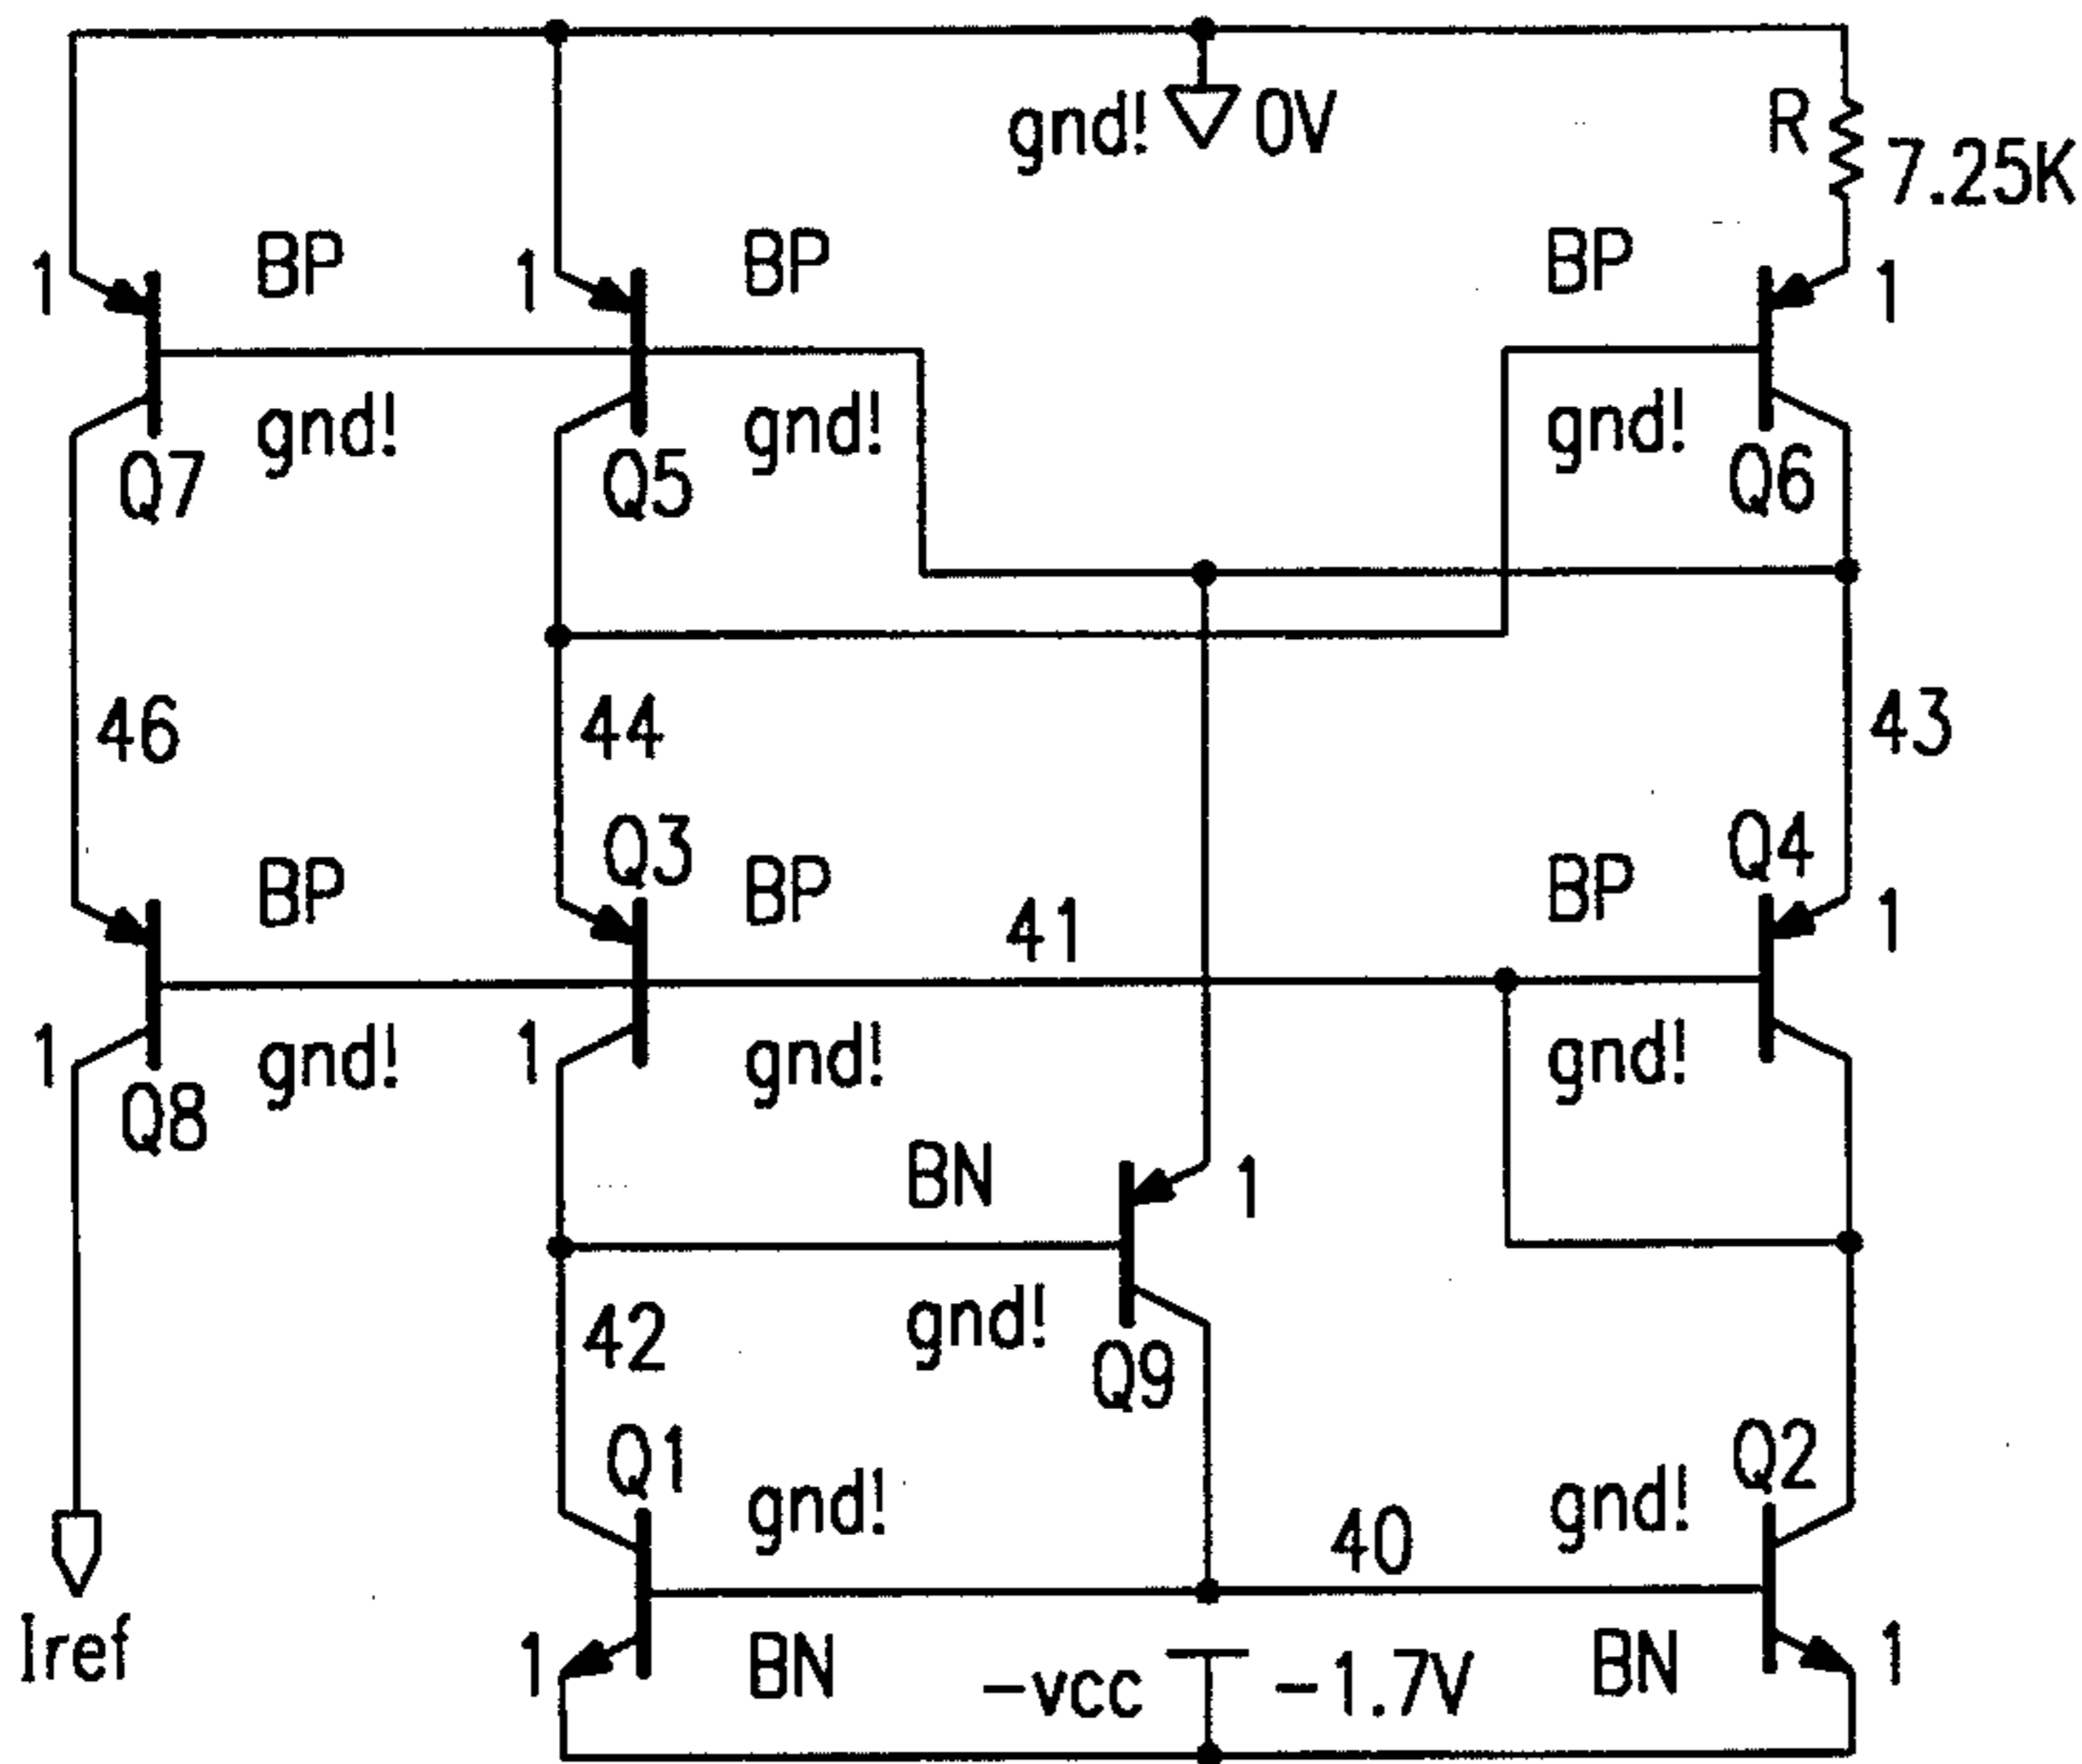 gnd! 0V
R
7.25K
1 BP
1 BP
BP 1
gnd!
gnd!
gnd!
Q7
Q5
Q6
46
44
43
Q3
Q4
BP
BP
41
BP
1
1
gnd!
1
gnd!
gnd!
Q8
BN
1
gnd!
Q9
42
Q1
gnd!
40
gnd!
Q2
Iref
1
BN
-vcc
-1.7V
BN
1